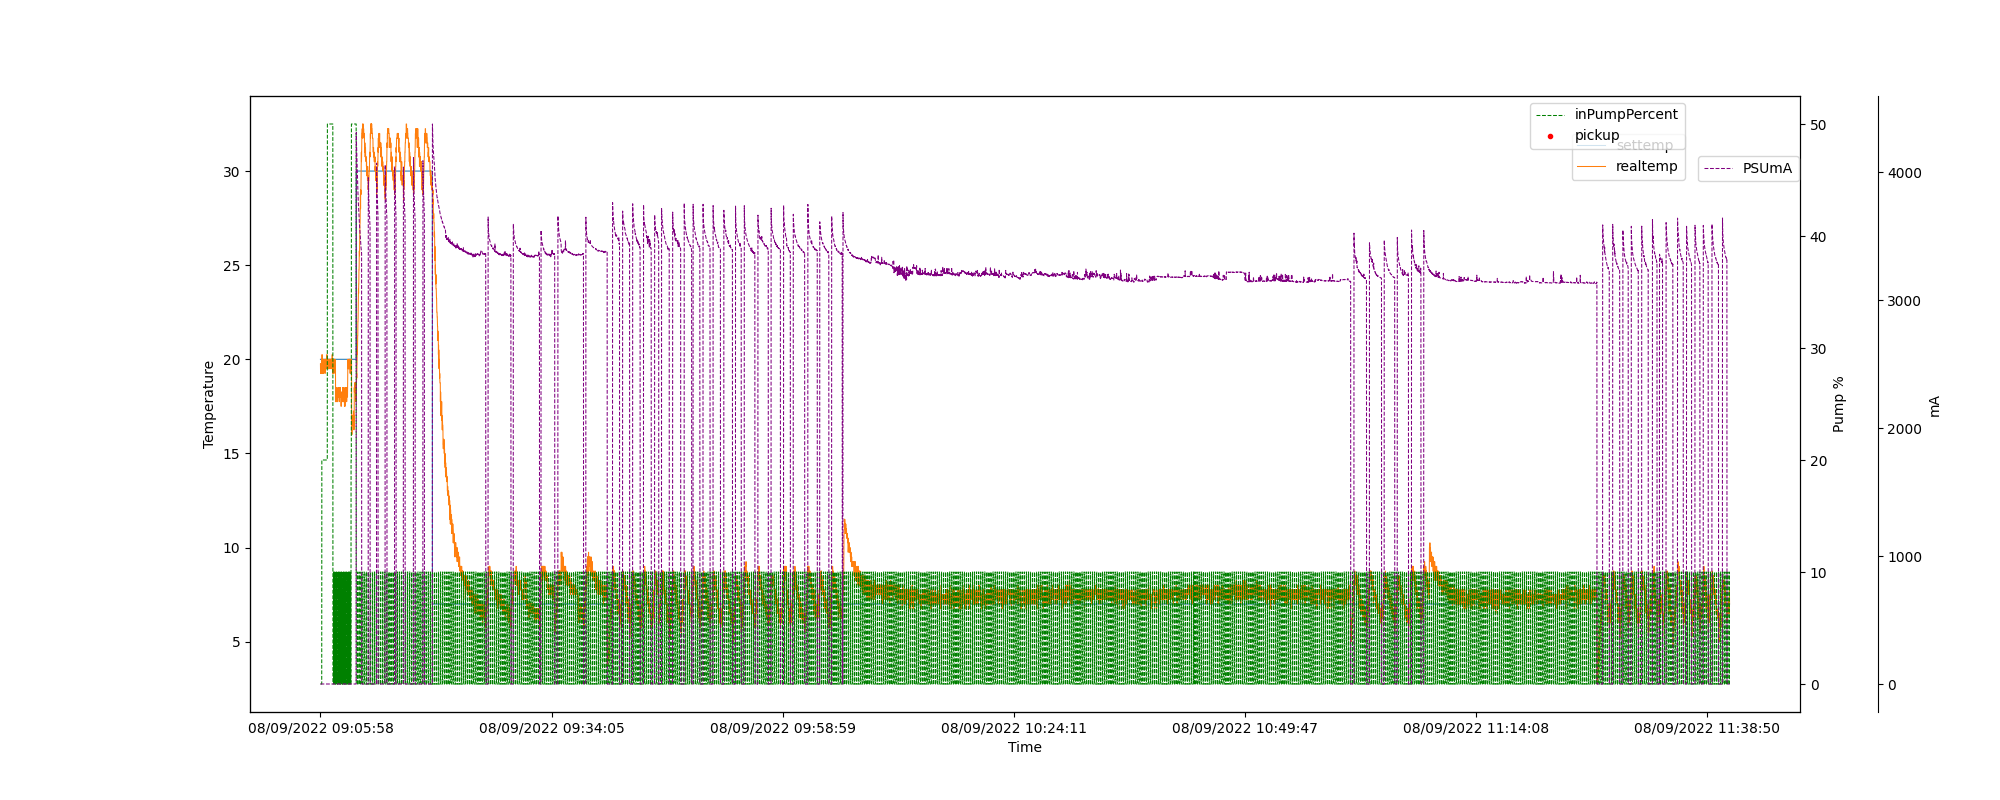 inPumpPercent
pickup
settemp
realtemp
PSUmA
30
25
20
15
10
5
Temperature
50
40
30
20
10
0
Pump %
4000
3000
2000
1000
0
mA
08/09/2022 09:05:58
08/09/2022 09:34:05
08/09/2022 09:58:59
08/09/2022 10:24:11
08/09/2022 10:49:47
08/09/2022 11:14:08
08/09/2022 11:38:50
Time